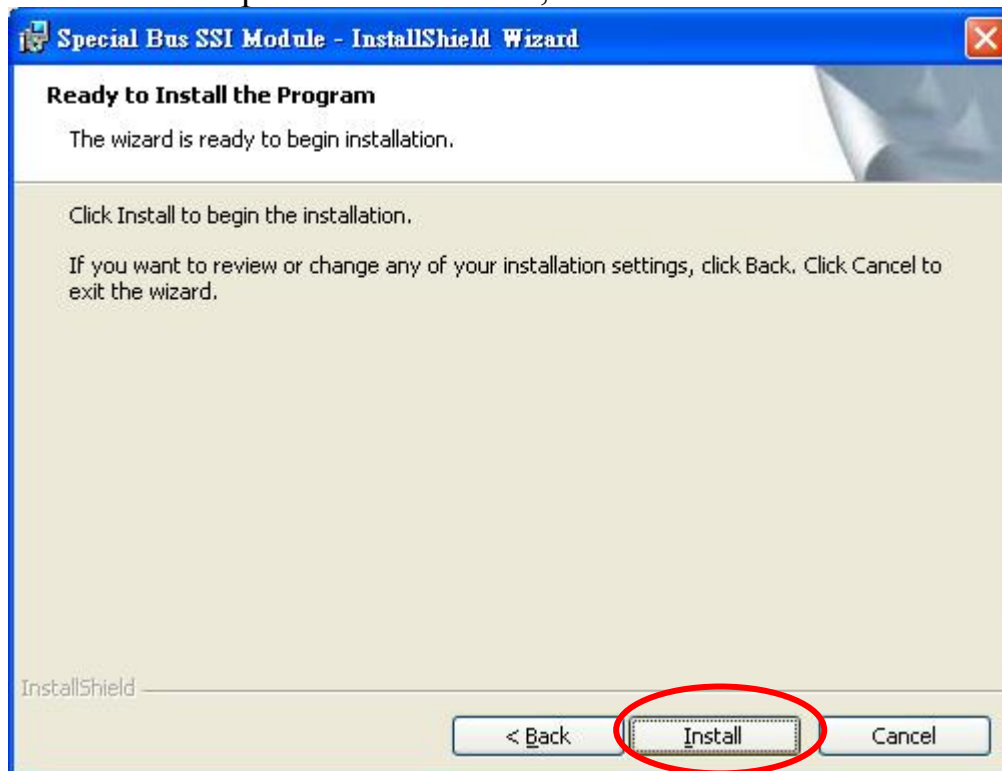 Special Bus SSI Module - InstallShield Wizard
Ready to Install the Program
The wizard is ready to begin installation.
Click Install to begin the installation.
If you want to review or change any of your installation settings, click Back. Click Cancel to
exit the wizard.
InstallShield
< Back Install Cancel